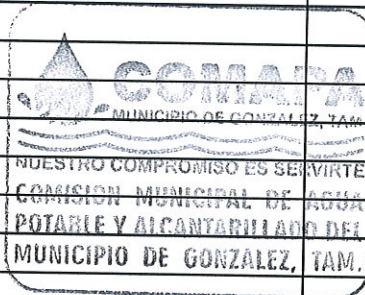 COMAPA
MUNICIPIO DE GONZALEZ, TAM
NUESTRO COMPROMISO ES SERVIRTE
COMISION MUNICIPAL DE AGUA
POTABLE Y ALCANTARILLADO DEL
MUNICIPIO DE GONZALEZ, TAM.